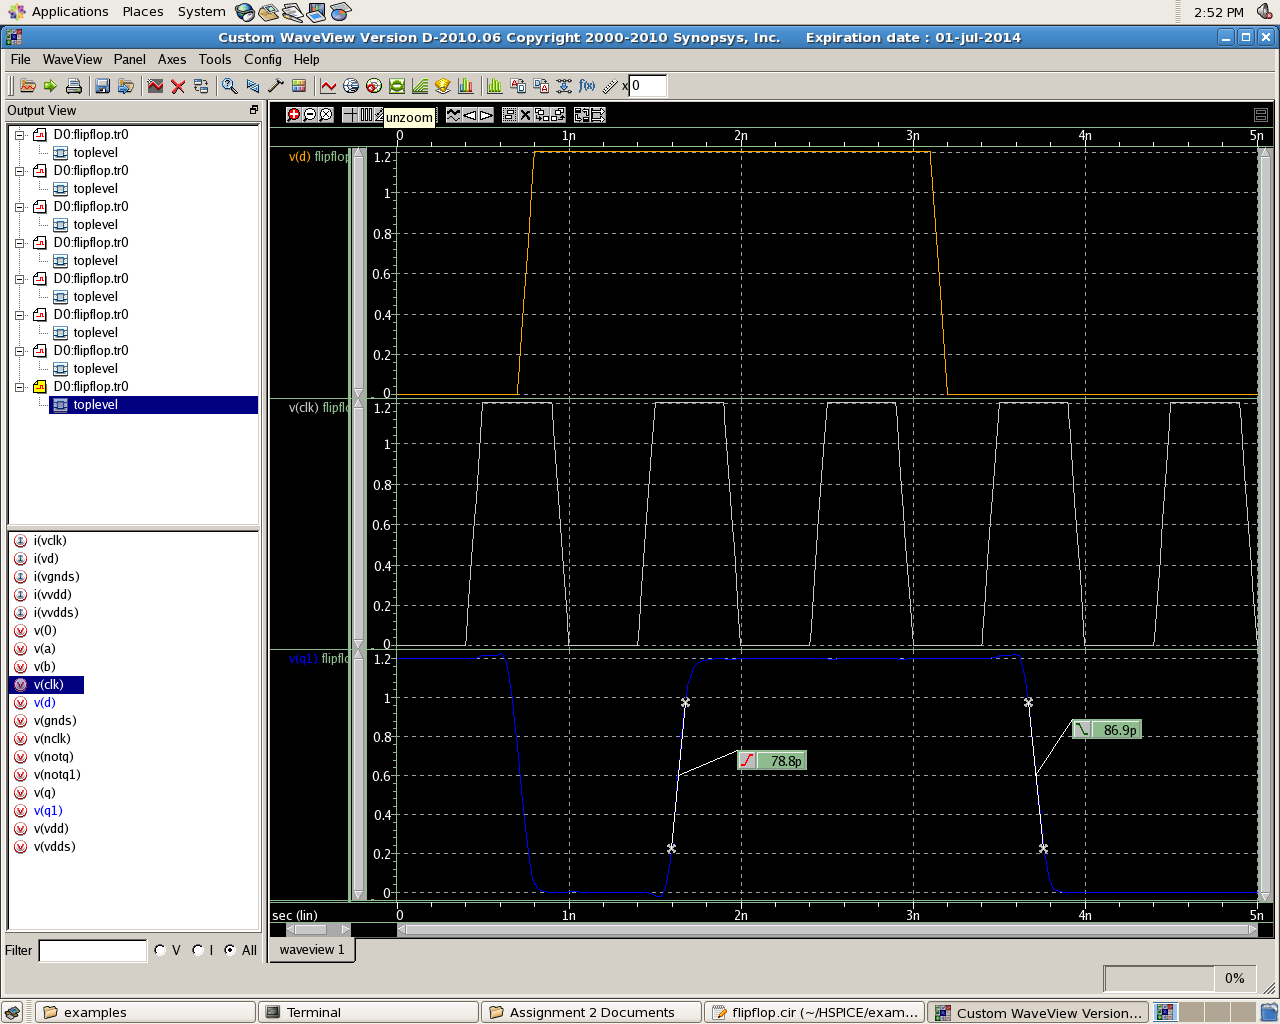 Applications Places System 2:52 PM
Custom WaveView Version D-2010.06 Copyright 2000-2010 Synopsys, Inc. Expiration date : 01-jul-2014
File WaveView Panel Axes Tools Config Help
f(x) x 0
Output View
D0:flipflop.tr0
toplevel
D0:flipflop.tr0
toplevel
D0:flipflop.tr0
toplevel
D0:flipflop.tr0
toplevel
D0:flipflop.tr0
toplevel
D0:flipflop.tr0
toplevel
D0:flipflop.tr0
toplevel
D0:flipflop.tr0
toplevel
i(vclk)
i(vd)
i(vgnds)
i(vvdd)
i(vvdds)
v(0)
v(a)
v(b)
v(clk)
v(d)
v(gnds)
v(nclk)
v(notq)
v(notq1)
v(q)
v(q1)
v(vdd)
v(vdds)
Filter V I All
unzoom
0 1n 2n 3n 4n 5n
v(d) flipflop
1.2
1
0.8
0.6
0.4
0.2
0
v(clk) flipflo
1.2
1
0.8
0.6
0.4
0.2
0
v(q1) flipflo
1.2
1
0.8
0.6
0.4
0.2
0
86.9p
78.8p
sec (lin) 0 1n 2n 3n 4n 5n
waveview 1
0%
examples Terminal Assignment 2 Documents flipflop.cir (~/HSPICE/exam... Custom WaveView Version...